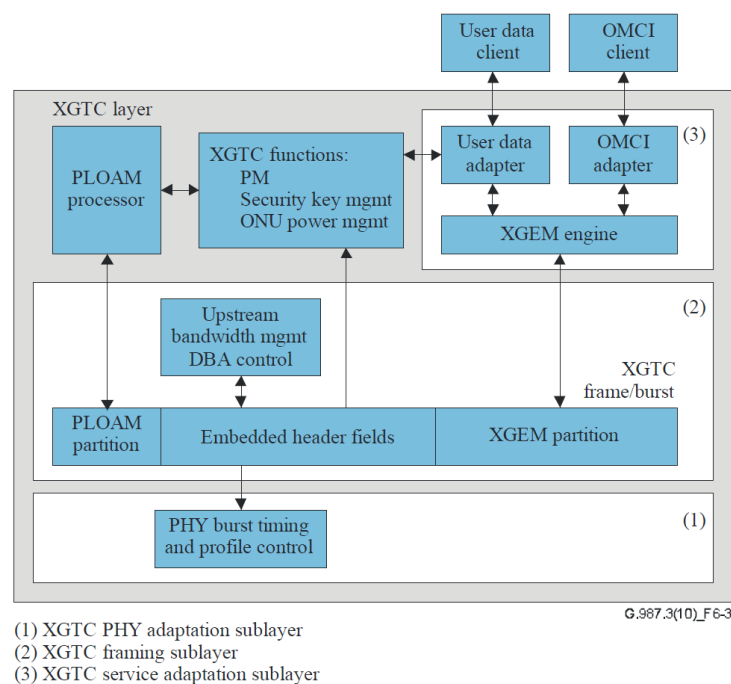 User data
client
OMCI
client
XGTC layer
(3)
PLOAM
processor
XGTC functions:
PM
Security key mgmt
ONU power mgmt
User data
adapter
OMCI
adapter
XGEM engine
(2)
Upstream
bandwidth mgmt
DBA control
XGTC
frame/burst
PLOAM
partition
Embedded header fields
XGEM partition
(1)
PHY burst timing
and profile control
G.987.3(10)_F6-3
(1) XGTC PHY adaptation sublayer
(2) XGTC framing sublayer
(3) XGTC service adaptation sublayer